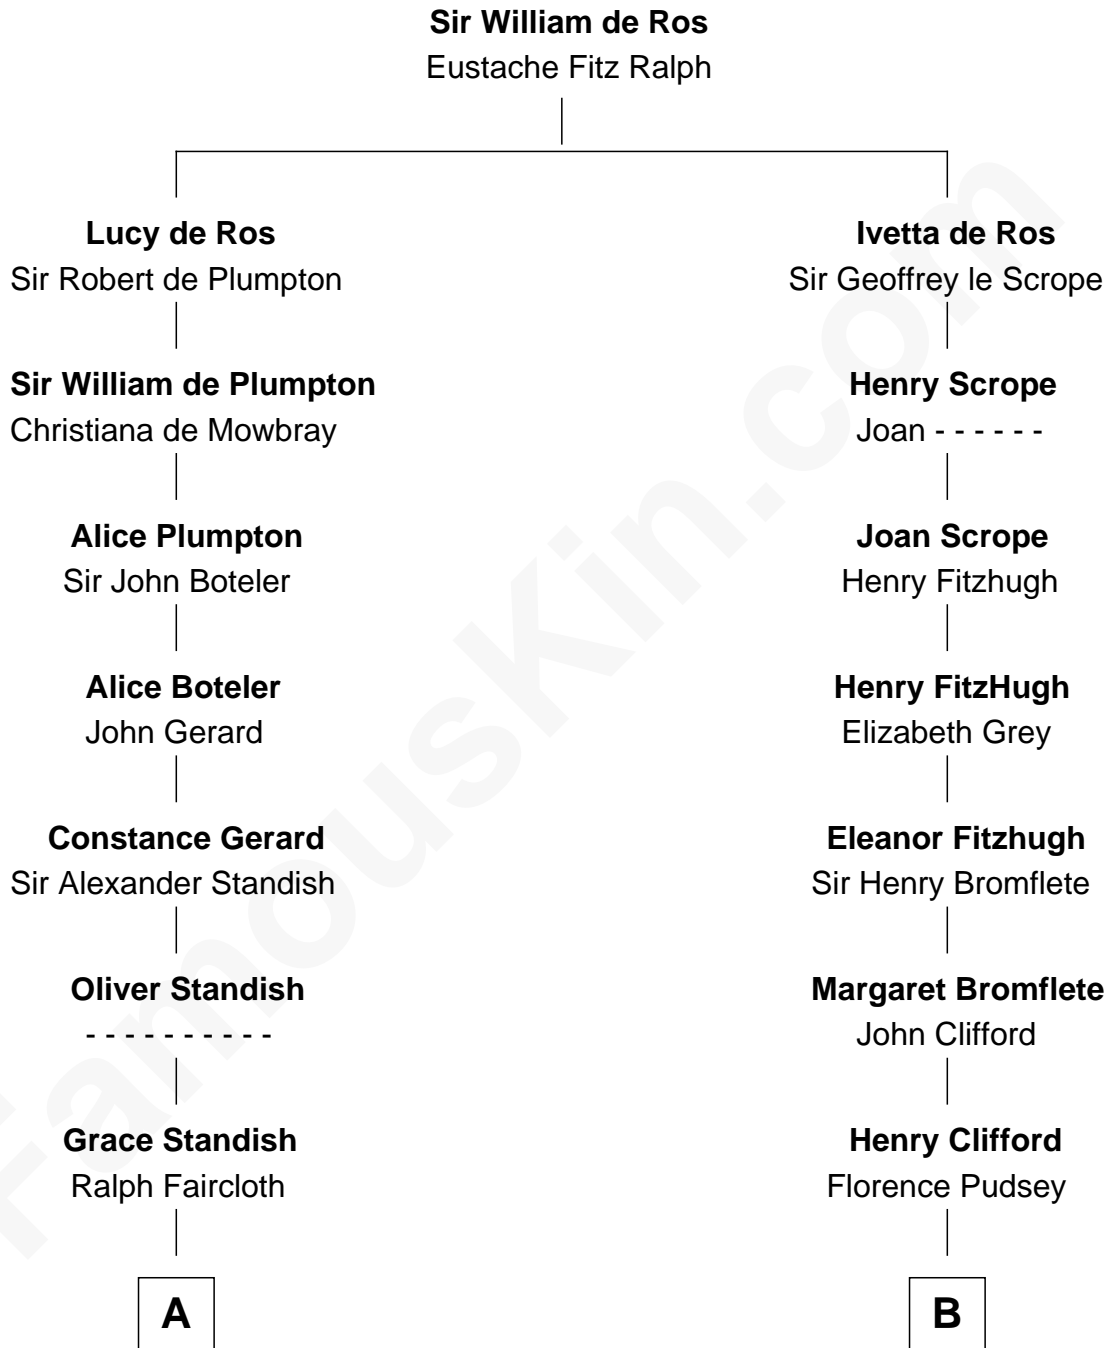 Sir William de Ros
Eustache Fitz Ralph
Lucy de Ros
Sir Robert de Plumpton
Ivetta de Ros
Sir Geoffrey le Scrope
Sir William de Plumpton
Christiana de Mowbray
Henry Scrope
Joan - - - - - -
Alice Plumpton
Sir John Boteler
Joan Scrope
Henry Fitzhugh
Alice Boteler
John Gerard
Henry FitzHugh
Elizabeth Grey
Constance Gerard
Sir Alexander Standish
Eleanor Fitzhugh
Sir Henry Bromflete
Oliver Standish
- - - - - - - - - -
Margaret Bromflete
John Clifford
Grace Standish
Ralph Faircloth
Henry Clifford
Florence Pudsey
A
B
FamousKin.com